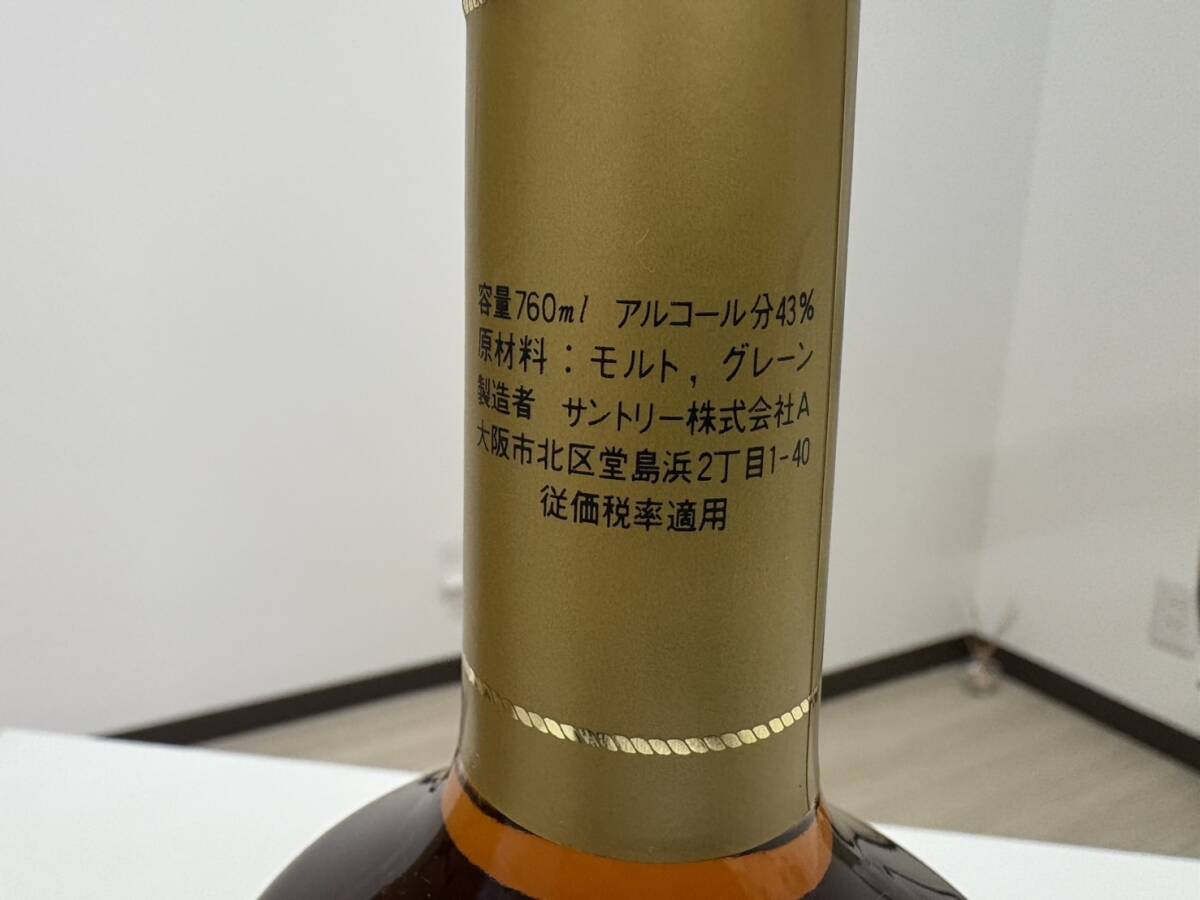 容量760ml アルコール分43%
原材料：モルト，グレーン
製造者 サントリー株式会社A
大阪市北区堂島浜2丁目1-40
従価税率適用